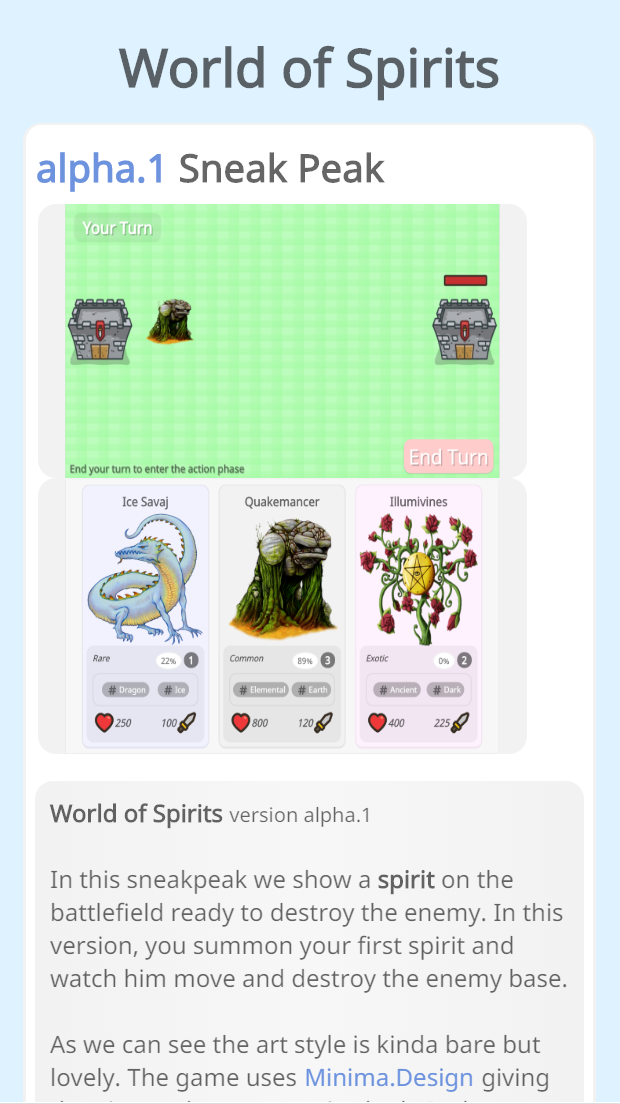 World of Spirits
alpha.1 Sneak Peak
Your Turn
End your turn to enter the action phase
End Turn
Ice Savaj
Rare 22% 1
# Dragon # Ice
250 100
Quakemancer
Common 89% 3
# Elemental # Earth
800 120
Illumivines
Exotic 0% 2
# Ancient # Dark
400 225
World of Spirits version alpha.1
In this sneakpeak we show a spirit on the
battlefield ready to destroy the enemy. In this
version, you summon your first spirit and
watch him move and destroy the enemy base.
As we can see the art style is kinda bare but
lovely. The game uses Minima.Design giving